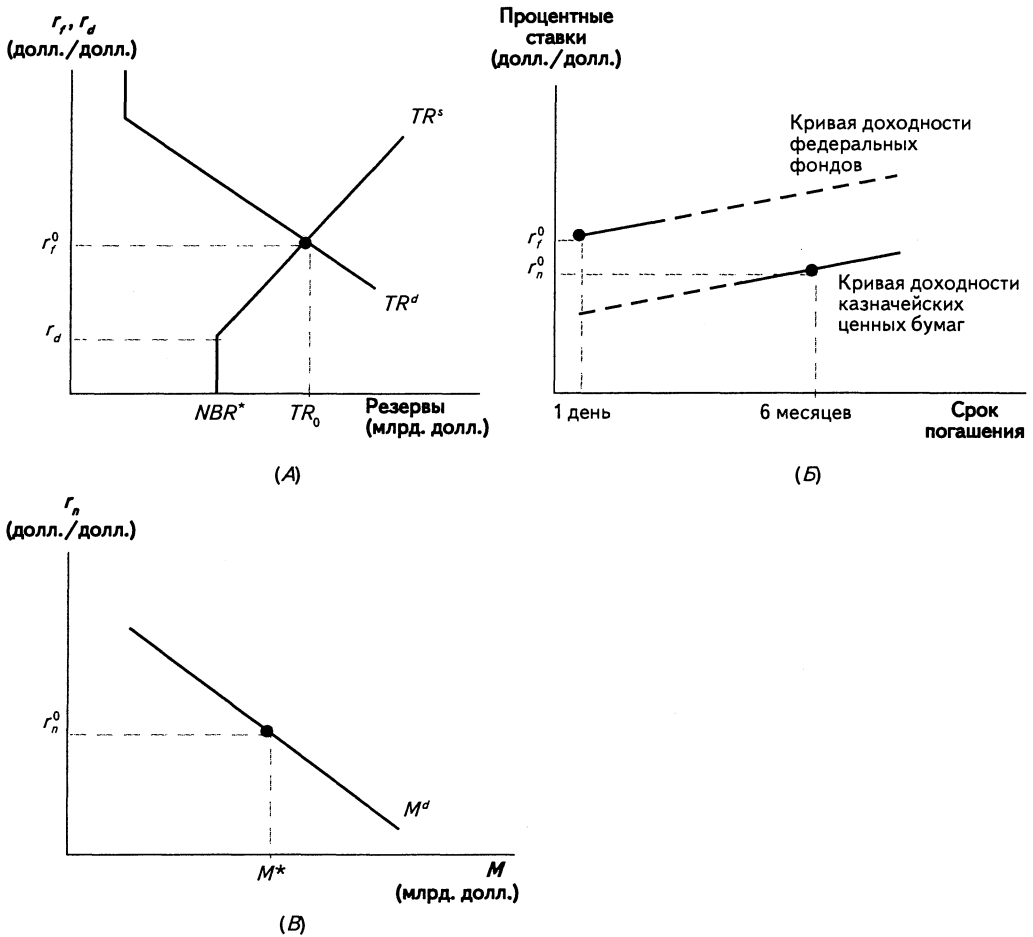 r_f, r_d
(долл./долл.)
TR^s
r_f^0
TR^d
r_d
NBR*
TR_0
Резервы
(млрд. долл.)
(А)
Процентные
ставки
(долл./долл.)
Кривая доходности
федеральных
фондов
r_f^0
r_n^0
Кривая доходности
казначейских
ценных бумаг
1 день
6 месяцев
Срок
погашения
(Б)
r_n
(долл./долл.)
r_n^0
M^d
M*
M
(млрд. долл.)
(В)